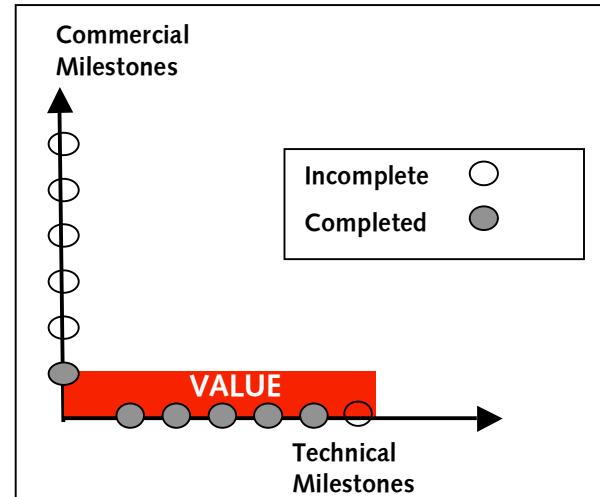 Commercial
Milestones
Incomplete
Completed
VALUE
Technical
Milestones